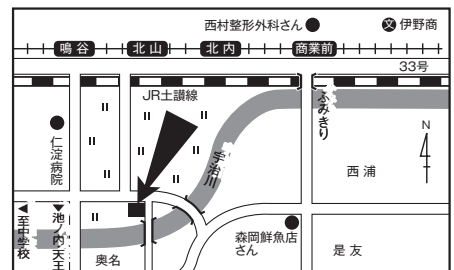 西村整形外科さん
文 伊野商
鳴谷
北山
北内
商業前
33号
JR土讃線
ふみきり
N
仁淀病院
宇治川
西浦
至中学校
池ノ内・天王
森岡鮮魚店
さん
奥名
是友